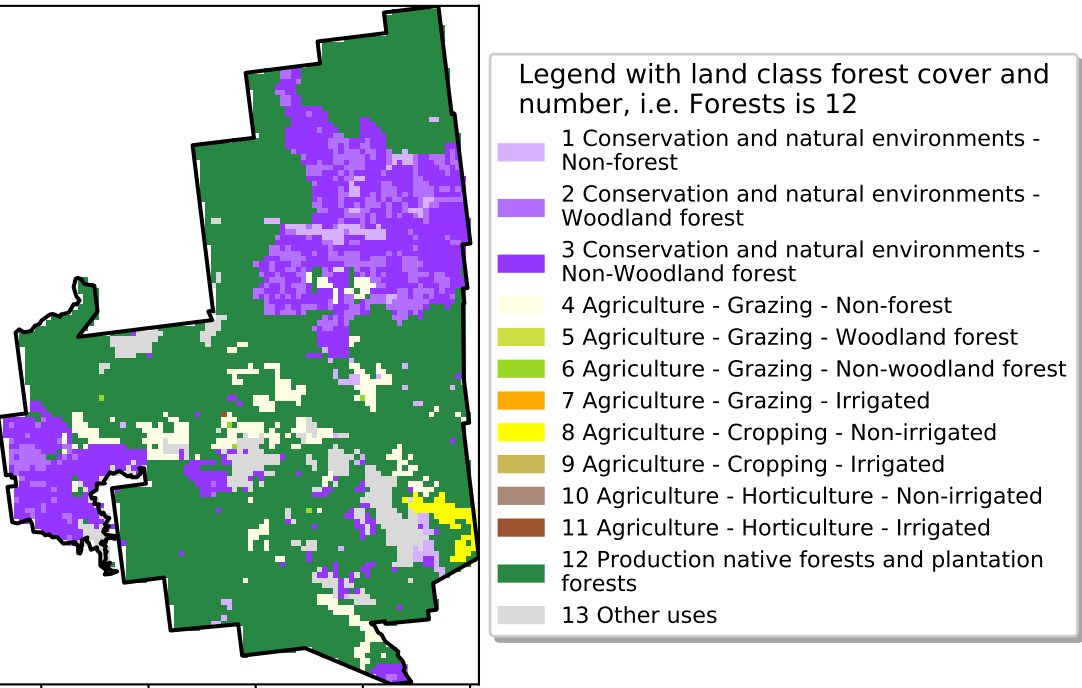 Legend with land class forest cover and
number, i.e. Forests is 12
1 Conservation and natural environments -
Non-forest
2 Conservation and natural environments -
Woodland forest
3 Conservation and natural environments -
Non-Woodland forest
4 Agriculture - Grazing - Non-forest
5 Agriculture - Grazing - Woodland forest
6 Agriculture - Grazing - Non-woodland forest
7 Agriculture - Grazing - Irrigated
8 Agriculture - Cropping - Non-irrigated
9 Agriculture - Cropping - Irrigated
10 Agriculture - Horticulture - Non-irrigated
11 Agriculture - Horticulture - Irrigated
12 Production native forests and plantation
forests
13 Other uses